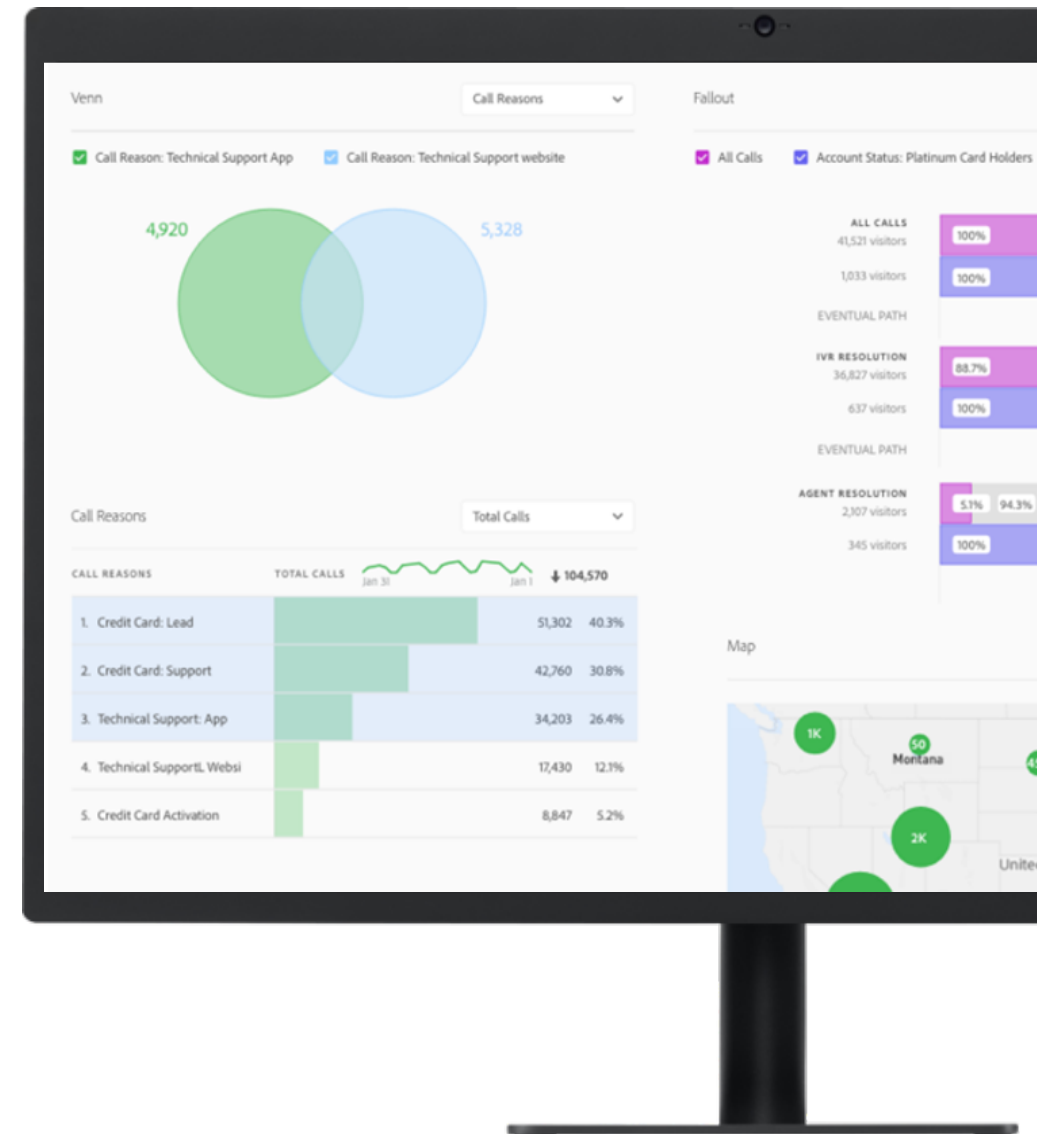 Venn
Call Reasons
Call Reason: Technical Support App
Call Reason: Technical Support website
4,920
5,328
Call Reasons
Total Calls
CALL REASONS TOTAL CALLS Jan 31 Jan 1 104,570
1. Credit Card: Lead 51,302 40.3%
2. Credit Card: Support 42,760 30.8%
3. Technical Support: App 34,203 26.4%
4. Technical SupportL Websi 17,430 12.1%
5. Credit Card Activation 8,847 5.2%
Fallout
All Calls
Account Status: Platinum Card Holders
ALL CALLS
41,521 visitors 100%
1,033 visitors 100%
EVENTUAL PATH
IVR RESOLUTION
36,827 visitors 88.7%
637 visitors 100%
EVENTUAL PATH
AGENT RESOLUTION
2,107 visitors 5.1% 94.3%
345 visitors 100%
Map
1K
50
Montana
2K